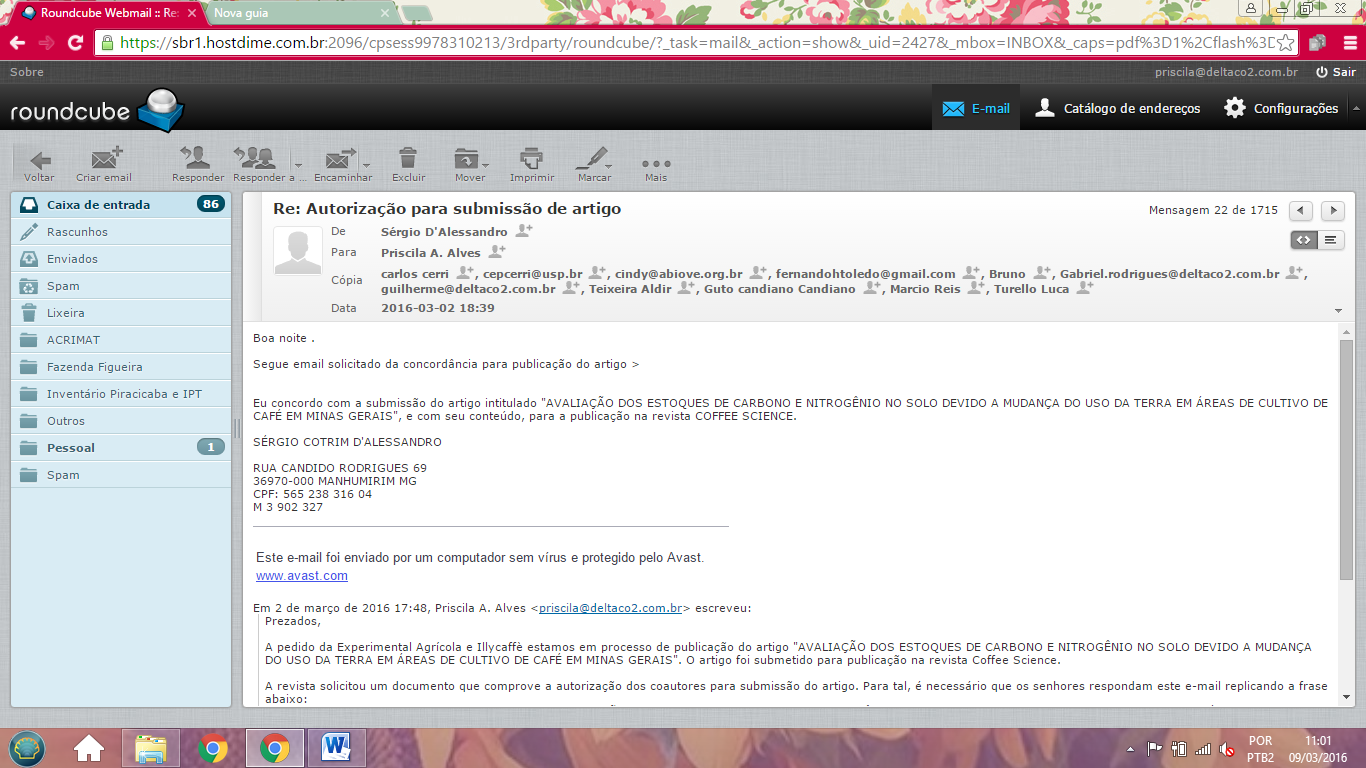 Roundcube Webmail :: Re:
Nova guia
https://sbr1.hostdime.com.br:2096/cpsess9978310213/3rdparty/roundcube/?_task=mail&_action=show&_uid=2427&_mbox=INBOX&_caps=pdf%3D1%2Cflash%3D
Sobre
priscila@deltaco2.com.br
Sair
roundcube
E-mail
Catálogo de endereços
Configurações
Voltar
Criar email
Responder
Responder a ...
Encaminhar
Excluir
Mover
Imprimir
Marcar
Mais
Caixa de entrada 86
Rascunhos
Enviados
Spam
Lixeira
ACRIMAT
Fazenda Figueira
Inventário Piracicaba e IPT
Outros
Pessoal 1
Spam
Re: Autorização para submissão de artigo
Mensagem 22 de 1715
De Sérgio D'Alessandro
Para Priscila A. Alves
Cópia carlos cerri , cepcerri@usp.br , cindy@abiove.org.br , fernandohtoledo@gmail.com , Bruno , Gabriel.rodrigues@deltaco2.com.br ,
guilherme@deltaco2.com.br , Teixeira Aldir , Guto candiano Candiano , Marcio Reis , Turello Luca
Data 2016-03-02 18:39
Boa noite .
Segue email solicitado da concordância para publicação do artigo >
Eu concordo com a submissão do artigo intitulado "AVALIAÇÃO DOS ESTOQUES DE CARBONO E NITROGÊNIO NO SOLO DEVIDO A MUDANÇA DO USO DA TERRA EM ÁREAS DE CULTIVO DE
CAFÉ EM MINAS GERAIS", e com seu conteúdo, para a publicação na revista COFFEE SCIENCE.
SÉRGIO COTRIM D'ALESSANDRO
RUA CANDIDO RODRIGUES 69
36970-000 MANHUMIRIM MG
CPF: 565 238 316 04
M 3 902 327
Este e-mail foi enviado por um computador sem vírus e protegido pelo Avast.
www.avast.com
Em 2 de março de 2016 17:48, Priscila A. Alves <priscila@deltaco2.com.br> escreveu:
Prezados,
A pedido da Experimental Agrícola e Illycaffè estamos em processo de publicação do artigo "AVALIAÇÃO DOS ESTOQUES DE CARBONO E NITROGÊNIO NO SOLO DEVIDO A MUDANÇA
DO USO DA TERRA EM ÁREAS DE CULTIVO DE CAFÉ EM MINAS GERAIS". O artigo foi submetido para publicação na revista Coffee Science.
A revista solicitou um documento que comprove a autorização dos coautores para submissão do artigo. Para tal, é necessário que os senhores respondam este e-mail replicando a frase
abaixo:
POR
PTB2
11:01
09/03/2016